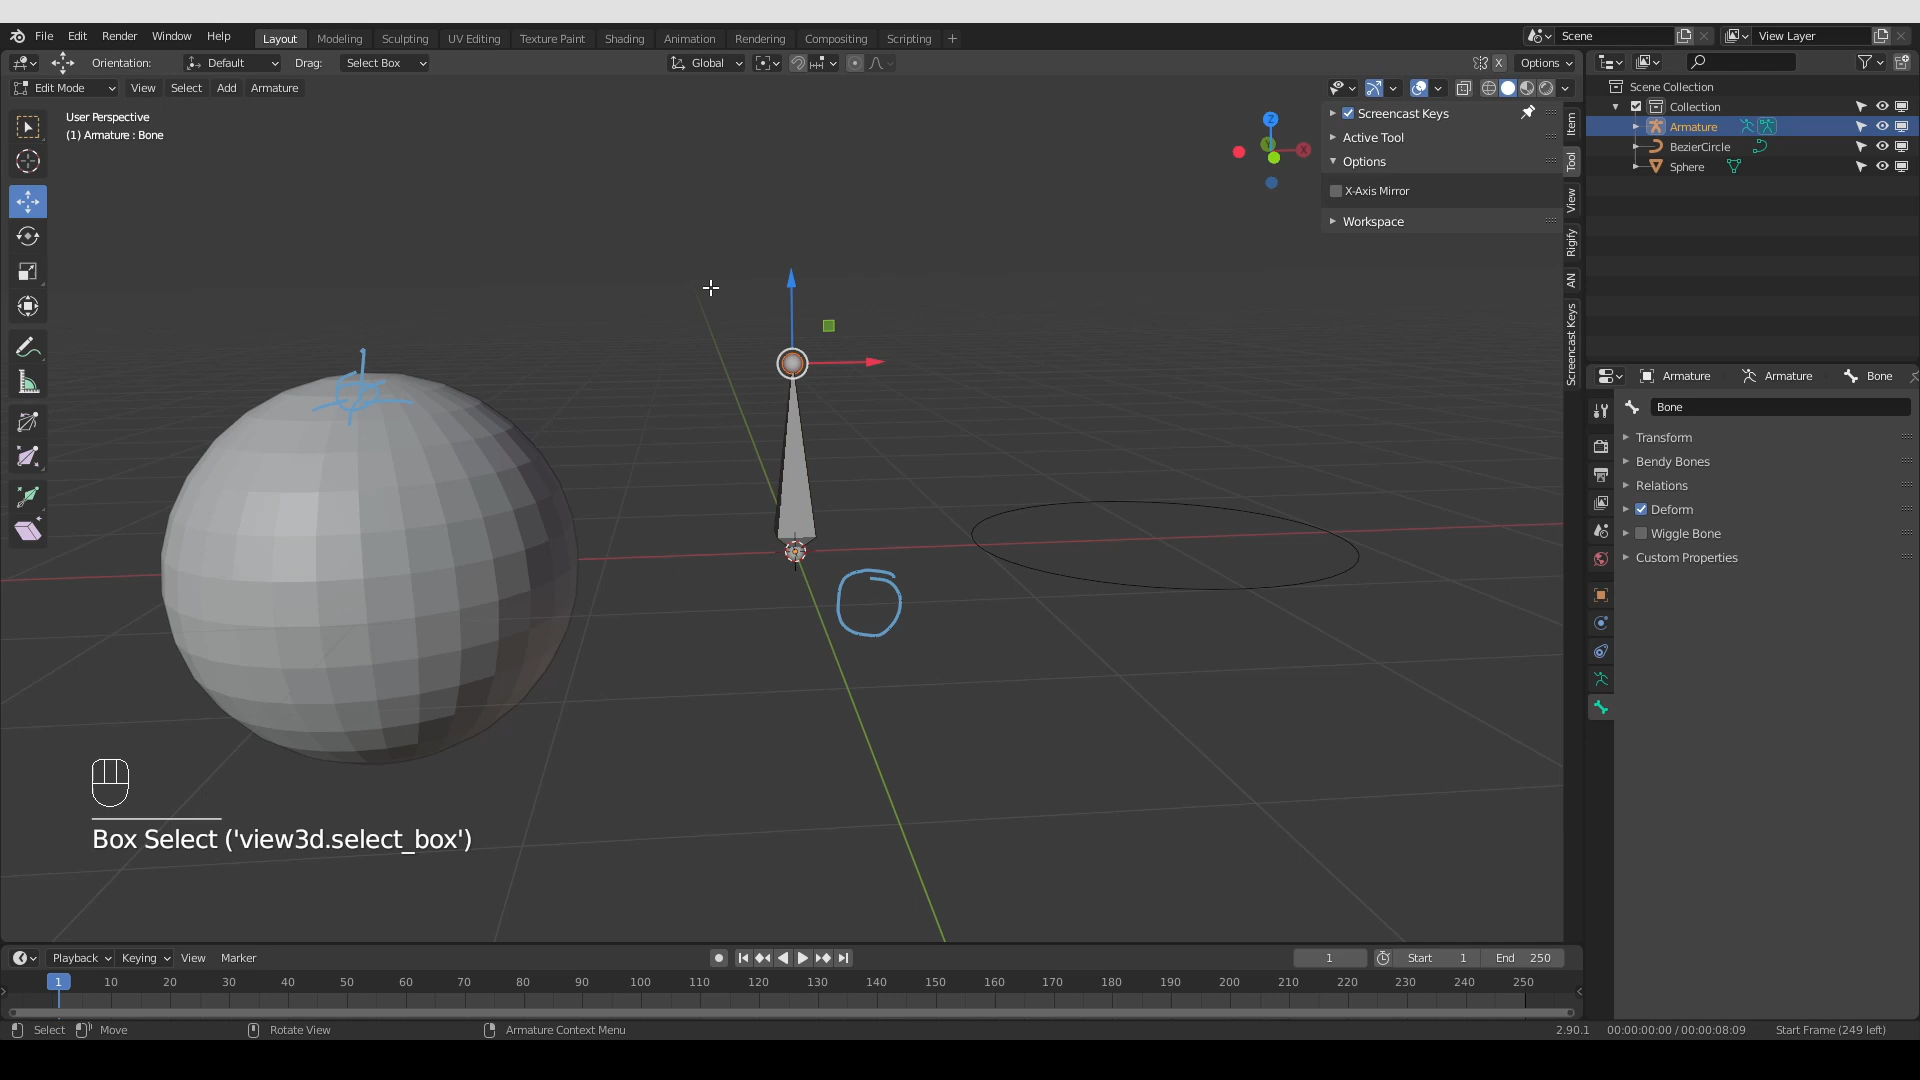 File Edit Render Window Help Layout Modeling Sculpting UV Editing Texture Paint Shading Animation Rendering Compositing Scripting + Scene View Layer
Orientation: Default Drag: Select Box Global X Options
Edit Mode View Select Add Armature
User Perspective
(1) Armature : Bone
Z
Y
X
Screencast Keys
Active Tool
Options
X-Axis Mirror
Workspace
Item
Tool
View
Rigify
AN
Screencast Keys
Scene Collection
Collection
Armature
BezierCircle
Sphere
Armature Armature Bone
Bone
Transform
Bendy Bones
Relations
Deform
Wiggle Bone
Custom Properties
Box Select ('view3d.select_box')
Playback Keying View Marker 1 Start 1 End 250
1 10 20 30 40 50 60 70 80 90 100 110 120 130 140 150 160 170 180 190 200 210 220 230 240 250
Select Move Rotate View Armature Context Menu 2.90.1 00:00:00:00 / 00:00:08:09 Start Frame (249 left)